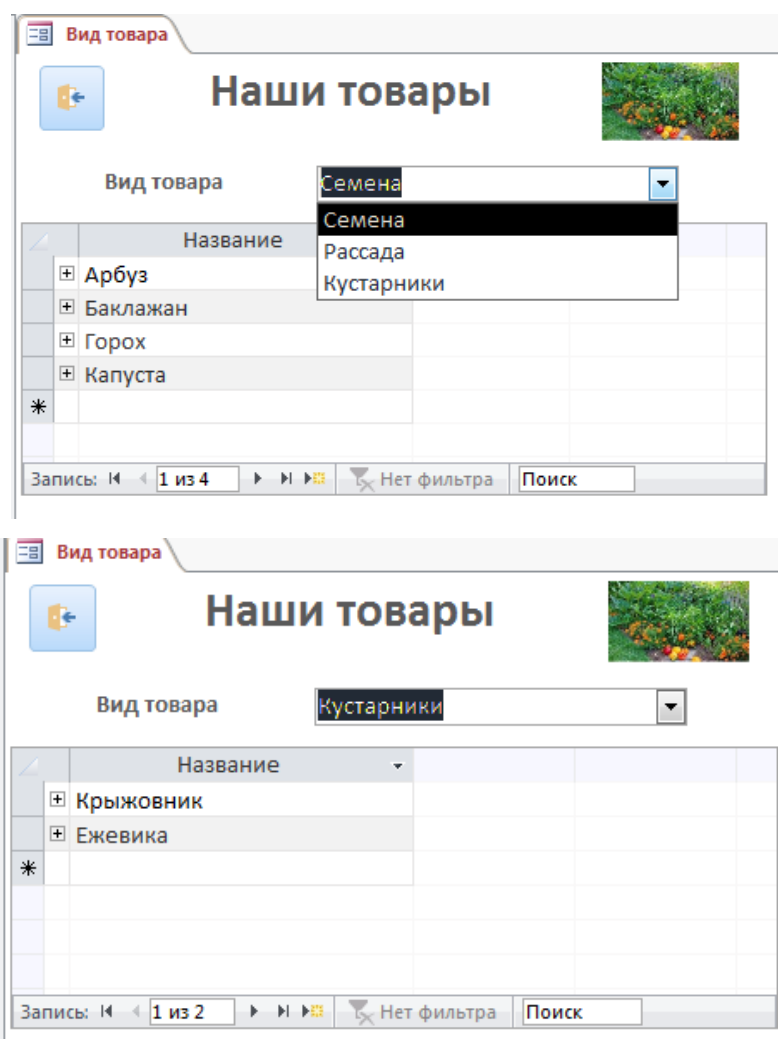 Вид товара
Наши товары
Вид товара Семена
Семена
Название
Рассада
Арбуз
Кустарники
Баклажан
Горох
Капуста
Запись: 1 из 4 Нет фильтра Поиск
Вид товара
Наши товары
Вид товара Кустарники
Название
Крыжовник
Ежевика
Запись: 1 из 2 Нет фильтра Поиск